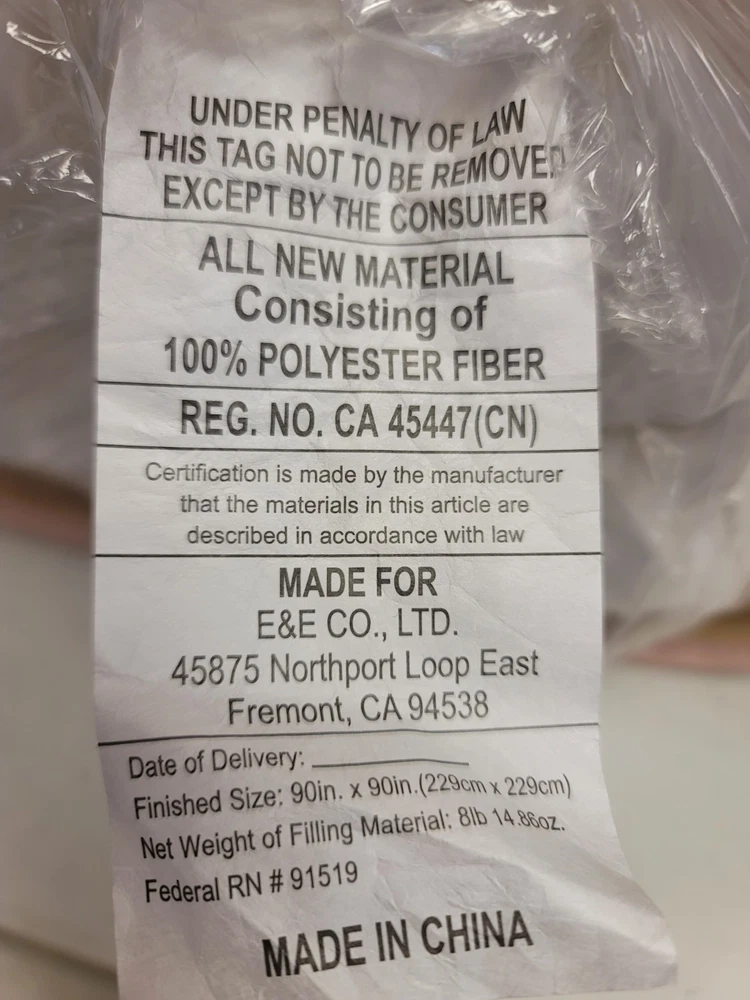 UNDER PENALTY OF LAW
THIS TAG NOT TO BE REMOVED
EXCEPT BY THE CONSUMER
ALL NEW MATERIAL
Consisting of
100% POLYESTER FIBER
REG. NO. CA 45447(CN)
Certification is made by the manufacturer
that the materials in this article are
described in accordance with law
MADE FOR
E&E CO., LTD.
45875 Northport Loop East
Fremont, CA 94538
Date of Delivery:
Finished Size: 90in. x 90in.(229cm x 229cm)
Net Weight of Filling Material: 8lb 14.86oz.
Federal RN # 91519
MADE IN CHINA